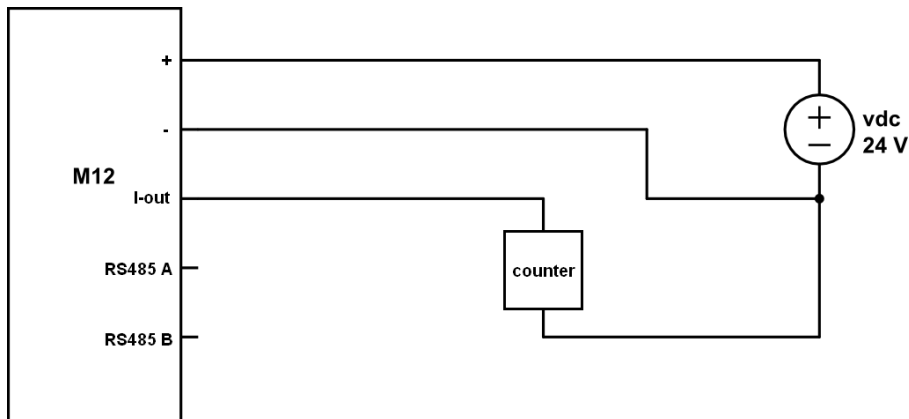 +
-
M12
I-out
RS485 A
RS485 B
counter
+
−
vdc
24 V